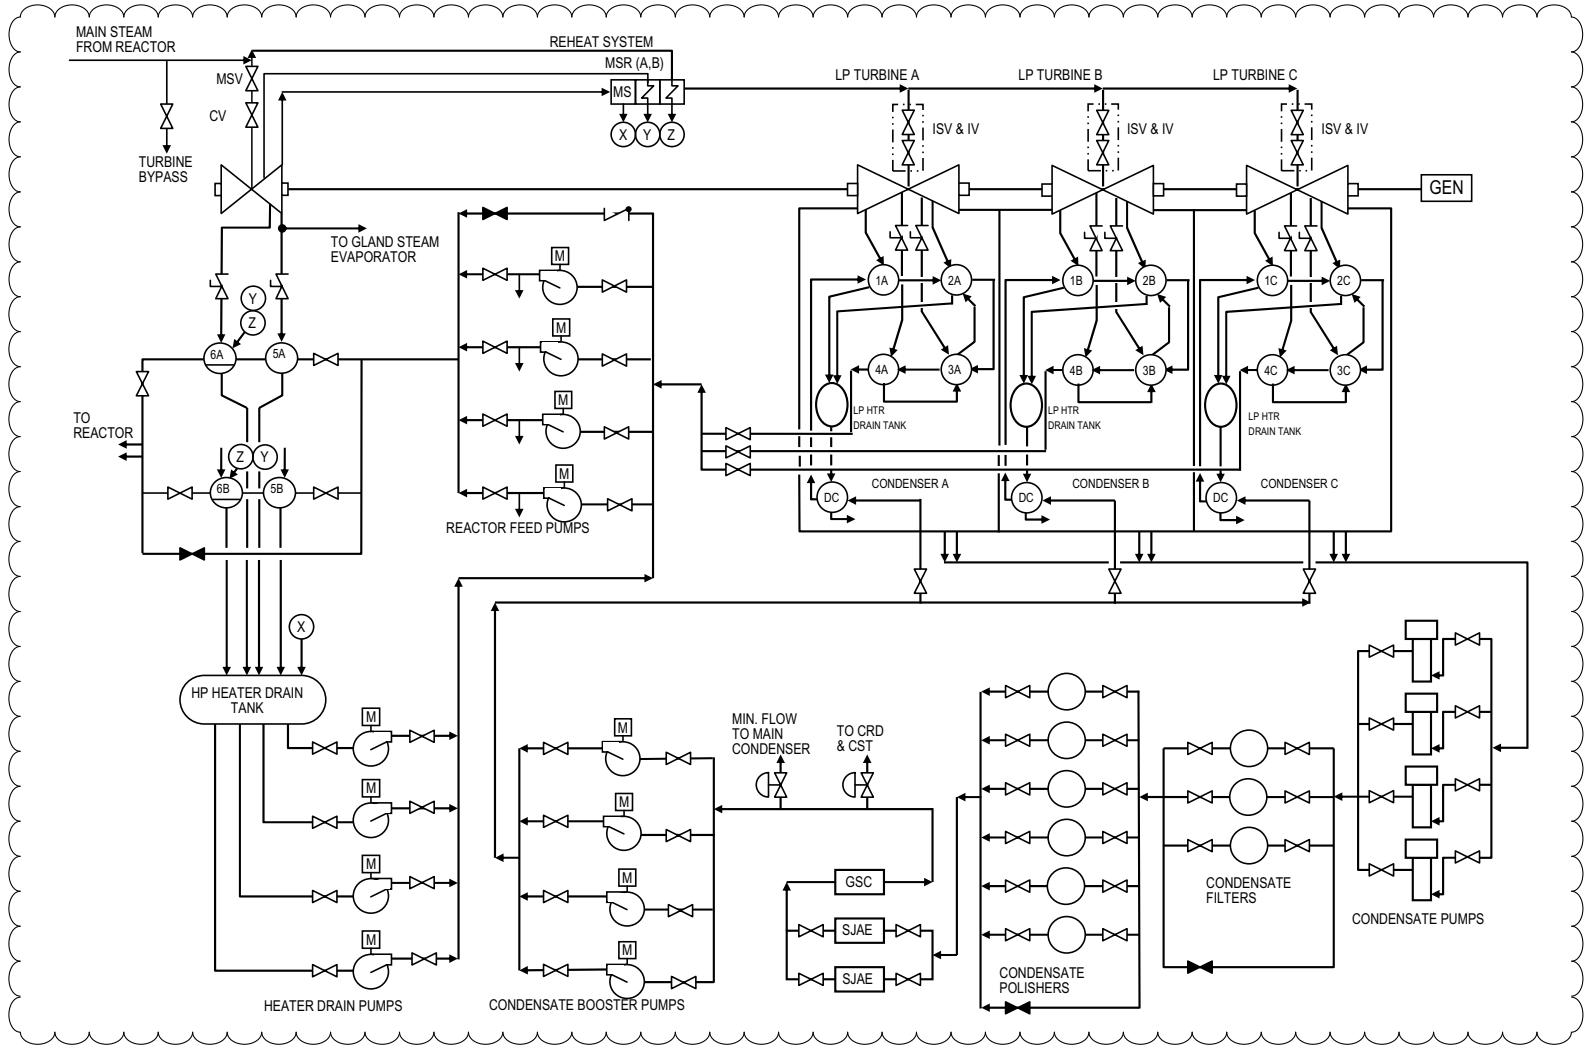 MAIN STEAM
FROM REACTOR
REHEAT SYSTEM
MSR (A,B)
MSV
CV
MS
X
Y
Z
TURBINE
BYPASS
LP TURBINE A
LP TURBINE B
LP TURBINE C
ISV & IV
ISV & IV
ISV & IV
GEN
TO GLAND STEAM
EVAPORATOR
Y
Z
6A
5A
TO
REACTOR
Z
Y
6B
5B
M
M
M
M
REACTOR FEED PUMPS
1A
2A
4A
3A
LP HTR
DRAIN TANK
DC
CONDENSER A
1B
2B
4B
3B
LP HTR
DRAIN TANK
DC
CONDENSER B
1C
2C
4C
3C
LP HTR
DRAIN TANK
DC
CONDENSER C
X
HP HEATER DRAIN
TANK
M
M
M
M
HEATER DRAIN PUMPS
M
M
M
M
CONDENSATE BOOSTER PUMPS
MIN. FLOW
TO MAIN
CONDENSER
TO CRD
& CST
GSC
SJAE
SJAE
CONDENSATE
POLISHERS
CONDENSATE
FILTERS
CONDENSATE PUMPS